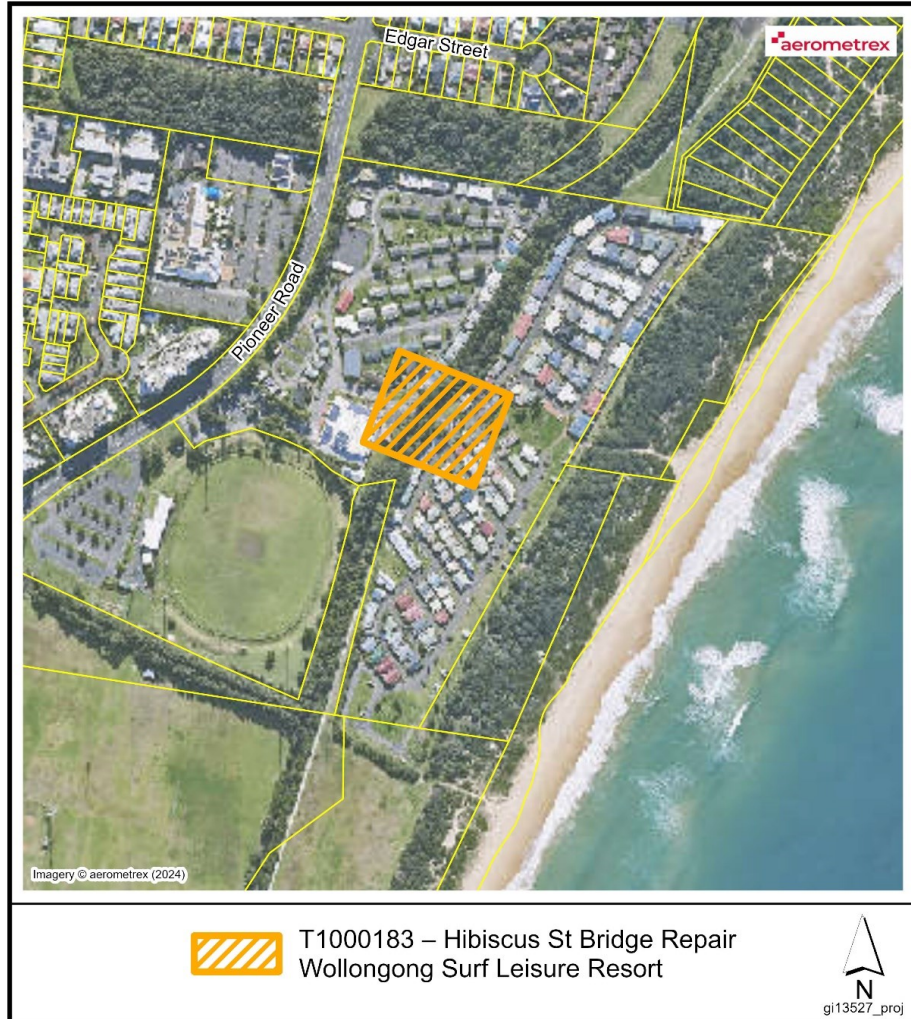 Edgar Street
aerometrex
Pioneer Road
Imagery © aerometrex (2024)
T1000183 – Hibiscus St Bridge Repair
Wollongong Surf Leisure Resort
N
gi13527_proj